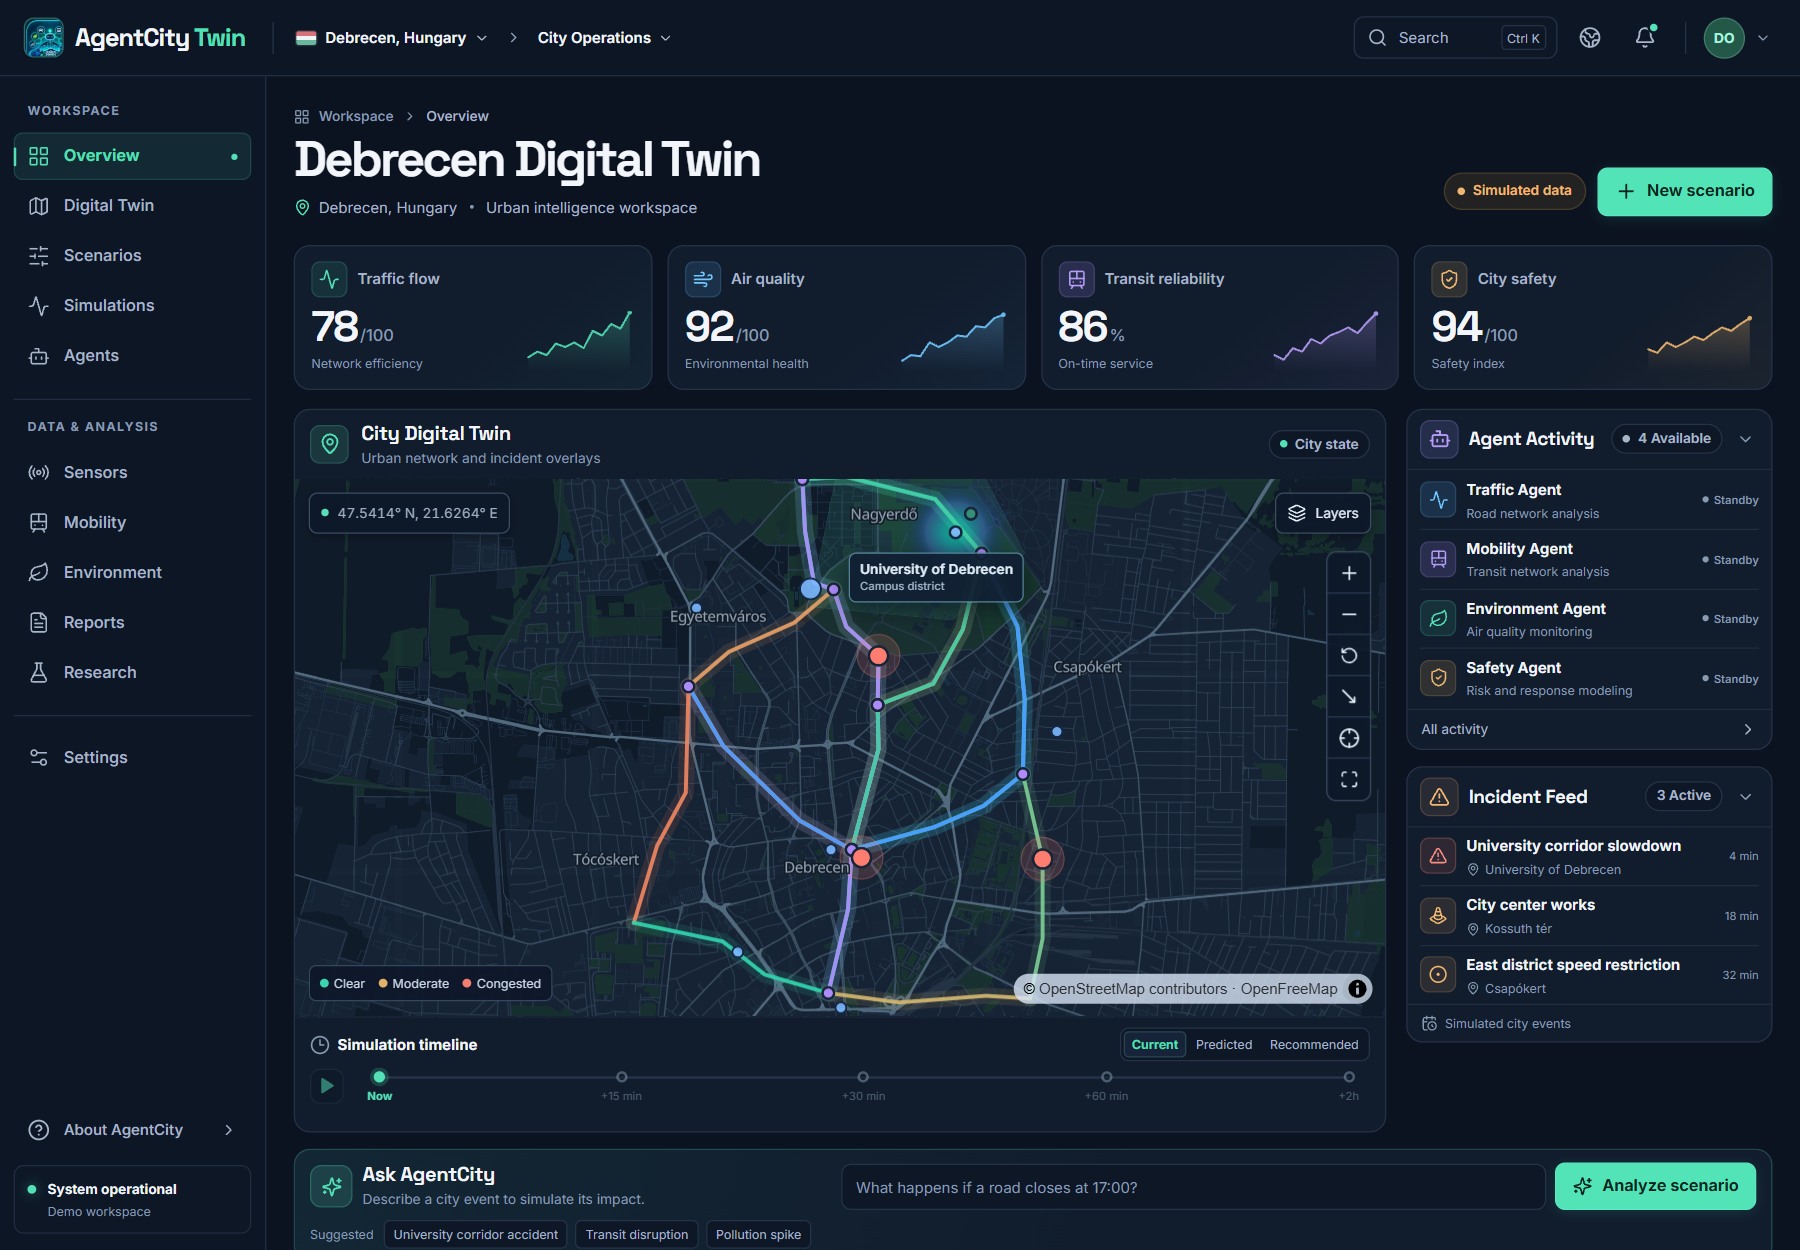 AgentCity Twin
Debrecen, Hungary
City Operations
Search
Ctrl K
DO
WORKSPACE
Overview
Digital Twin
Scenarios
Simulations
Agents
DATA & ANALYSIS
Sensors
Mobility
Environment
Reports
Research
Settings
About AgentCity
System operational
Demo workspace
Workspace
Overview
Debrecen Digital Twin
Debrecen, Hungary • Urban intelligence workspace
Simulated data
New scenario
Traffic flow
78/100
Network efficiency
Air quality
92/100
Environmental health
Transit reliability
86%
On-time service
City safety
94/100
Safety index
City Digital Twin
Urban network and incident overlays
City state
47.5414° N, 21.6264° E
Layers
Nagyerdő
University of Debrecen
Campus district
Egyetemváros
Csapókert
Tócóskert
Debrecen
Clear
Moderate
Congested
© OpenStreetMap contributors · OpenFreeMap
Simulation timeline
Current
Predicted
Recommended
Now
+15 min
+30 min
+60 min
+2h
Agent Activity
4 Available
Traffic Agent
Road network analysis
Standby
Mobility Agent
Transit network analysis
Standby
Environment Agent
Air quality monitoring
Standby
Safety Agent
Risk and response modeling
Standby
All activity
Incident Feed
3 Active
University corridor slowdown
University of Debrecen
4 min
City center works
Kossuth tér
18 min
East district speed restriction
Csapókert
32 min
Simulated city events
Ask AgentCity
Describe a city event to simulate its impact.
What happens if a road closes at 17:00?
Analyze scenario
Suggested
University corridor accident
Transit disruption
Pollution spike